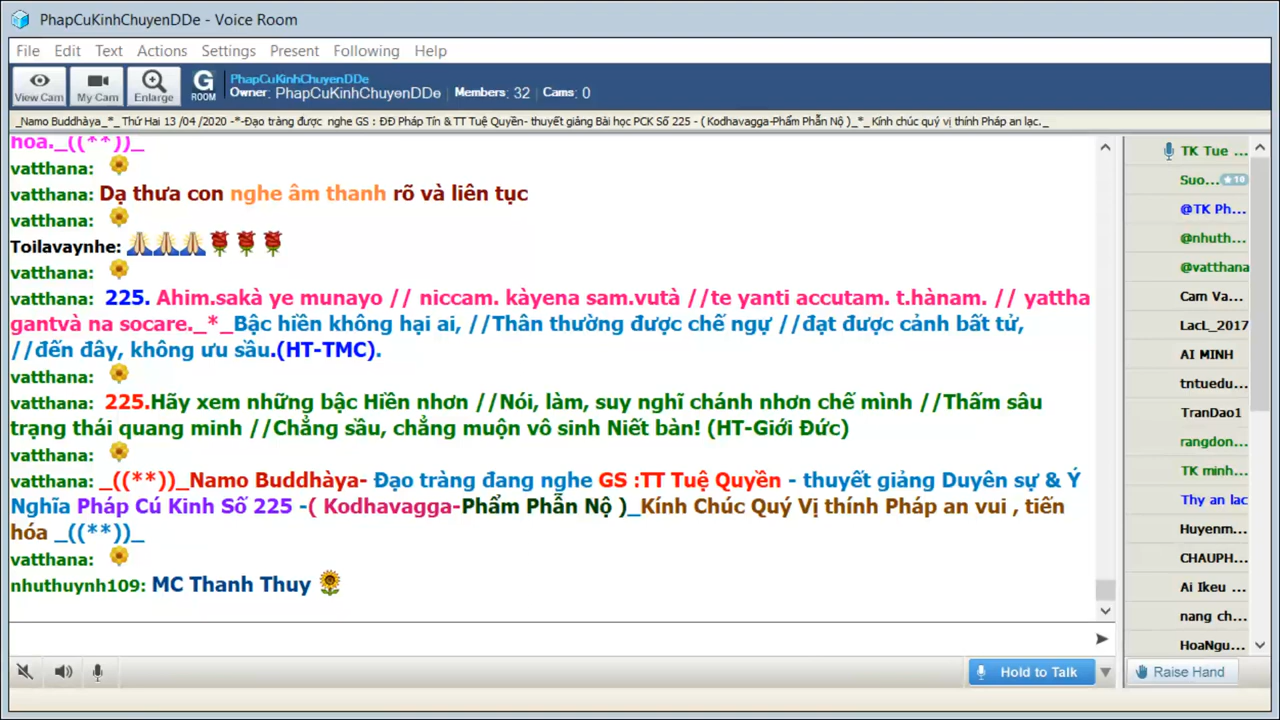 PhapCuKinhChuyenDDe - Voice Room
File Edit Text Actions Settings Present Following Help
View Cam My Cam Enlarge G ROOM
PhapCuKinhChuyenDDe
Owner: PhapCuKinhChuyenDDe Members: 32 Cams: 0
_Namo Buddhàya_*_ Thứ Hai 13 /04 /2020 -*-Đạo tràng được nghe GS : ĐĐ Pháp Tín & TT Tuệ Quyền- thuyết giảng Bài học PCK Số 225 - ( Kodhavagga-Phẩm Phẫn Nộ )_*_ Kính chúc quý vị thính Pháp an lạc._
hóa._((**))_
vatthana:
vatthana: Dạ thưa con nghe âm thanh rõ và liên tục
vatthana:
Toilavaynhe:
vatthana:
vatthana: 225. Ahim.sakà ye munayo // niccam. kàyena sam.vutà //te yanti accutam. t.hànam. // yattha
gantvà na socare._*_Bậc hiền không hại ai, //Thân thường được chế ngự //đạt được cảnh bất tử,
//đến đây, không ưu sầu.(HT-TMC).
vatthana:
vatthana: 225.Hãy xem những bậc Hiền nhơn //Nói, làm, suy nghĩ chánh nhơn chế mình //Thấm sâu
trạng thái quang minh //Chẳng sầu, chẳng muộn vô sinh Niết bàn! (HT-Giới Đức)
vatthana:
vatthana: _((**))_Namo Buddhàya- Đạo tràng đang nghe GS :TT Tuệ Quyền - thuyết giảng Duyên sự & Ý
Nghĩa Pháp Cú Kinh Số 225 -( Kodhavagga-Phẩm Phẫn Nộ )_Kính Chúc Quý Vị thính Pháp an vui , tiến
hóa _((**))_
vatthana:
nhuthuynh109: MC Thanh Thuy
Hold to Talk
TK Tue ...
Suo... 10
@TK Ph...
@nhuth...
@vatthana
Cam Va...
LacL_2017
AI MINH
tntuedu...
TranDao1
rangdon...
TK minh...
Thy an lac
Huyenm...
CHAUPH...
Ai Ikeu ...
nang ch...
HoaNgu...
Raise Hand